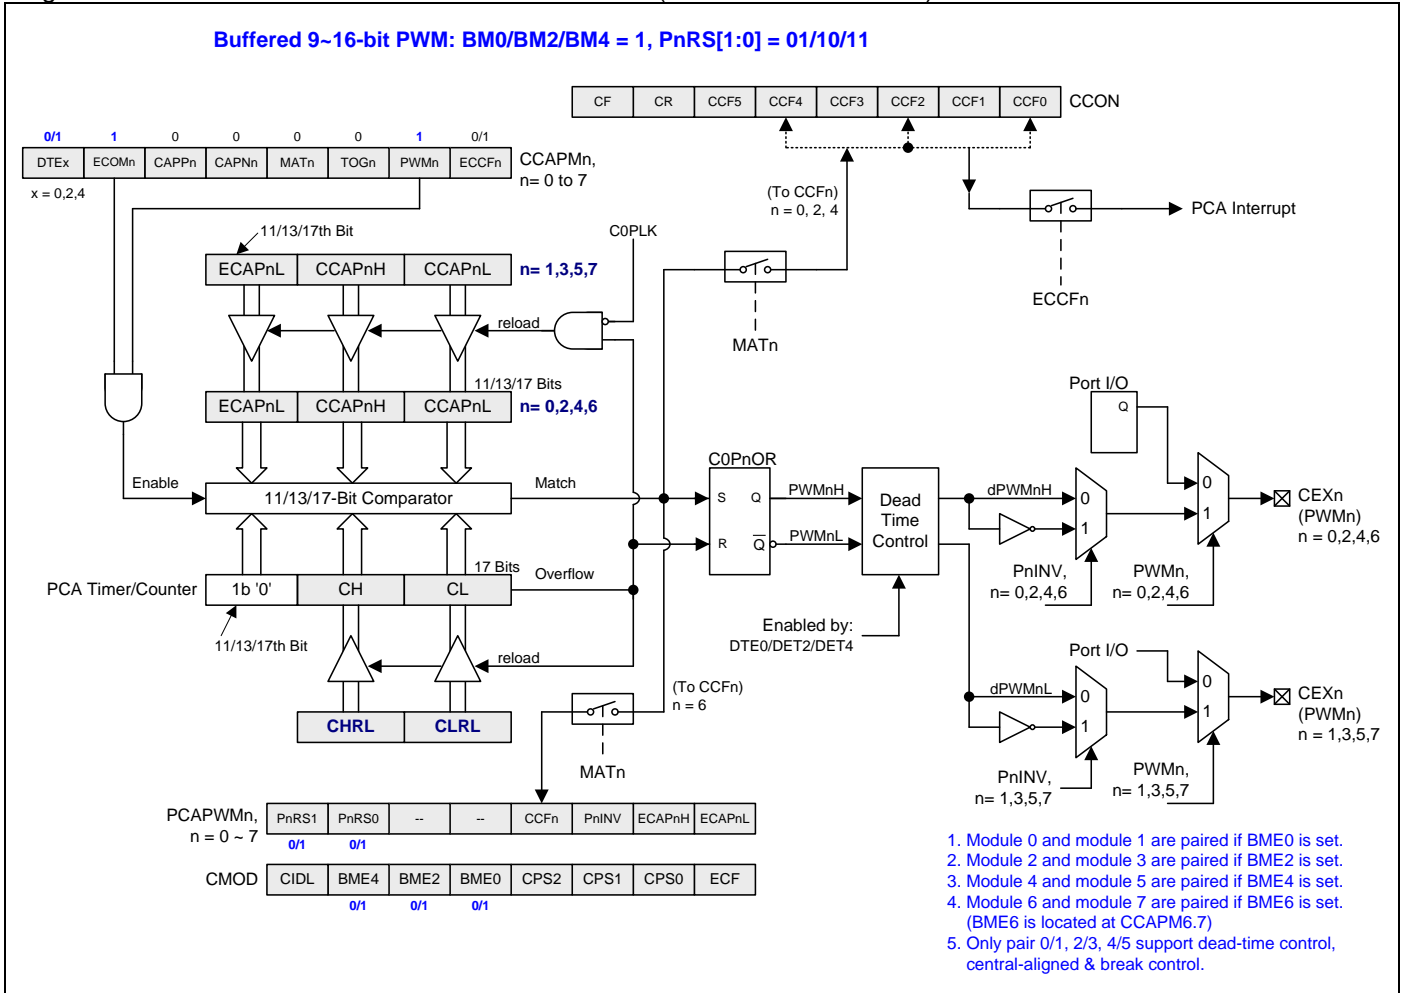 Buffered 9~16-bit PWM: BM0/BM2/BM4 = 1, PnRS[1:0] = 01/10/11
CF CR CCF5 CCF4 CCF3 CCF2 CCF1 CCF0 CCON
0/1 1 0 0 0 0 1 0/1
DTEx ECOMn CAPPn CAPNn MATn TOGn PWMn ECCFn
CCAPMn,
n= 0 to 7
x = 0,2,4
(To CCFn)
n = 0, 2, 4
PCA Interrupt
ECCFn
MATn
11/13/17th Bit
C0PLK
ECAPnL CCAPnH CCAPnL n= 1,3,5,7
reload
11/13/17 Bits
ECAPnL CCAPnH CCAPnL n= 0,2,4,6
Enable
11/13/17-Bit Comparator
Match
17 Bits
Overflow
PCA Timer/Counter 1b '0' CH CL
11/13/17th Bit
reload
CHRL CLRL
C0PnOR
S Q
R Q
PWMnH
PWMnL
Dead
Time
Control
Enabled by:
DTE0/DET2/DET4
Port I/O
Q
dPWMnH
0
1
0
1
PnINV,
n= 0,2,4,6
PWMn,
n= 0,2,4,6
CEXn
(PWMn)
n = 0,2,4,6
Port I/O
dPWMnL
0
1
0
1
PnINV,
n= 1,3,5,7
PWMn,
n= 1,3,5,7
CEXn
(PWMn)
n = 1,3,5,7
(To CCFn)
n = 6
MATn
PCAPWMn,
n = 0 ~ 7
PnRS1 PnRS0 -- -- CCFn PnINV ECAPnH ECAPnL
0/1 0/1
CMOD CIDL BME4 BME2 BME0 CPS2 CPS1 CPS0 ECF
0/1 0/1 0/1
1. Module 0 and module 1 are paired if BME0 is set.
2. Module 2 and module 3 are paired if BME2 is set.
3. Module 4 and module 5 are paired if BME4 is set.
4. Module 6 and module 7 are paired if BME6 is set.
(BME6 is located at CCAPM6.7)
5. Only pair 0/1, 2/3, 4/5 support dead-time control,
central-aligned & break control.